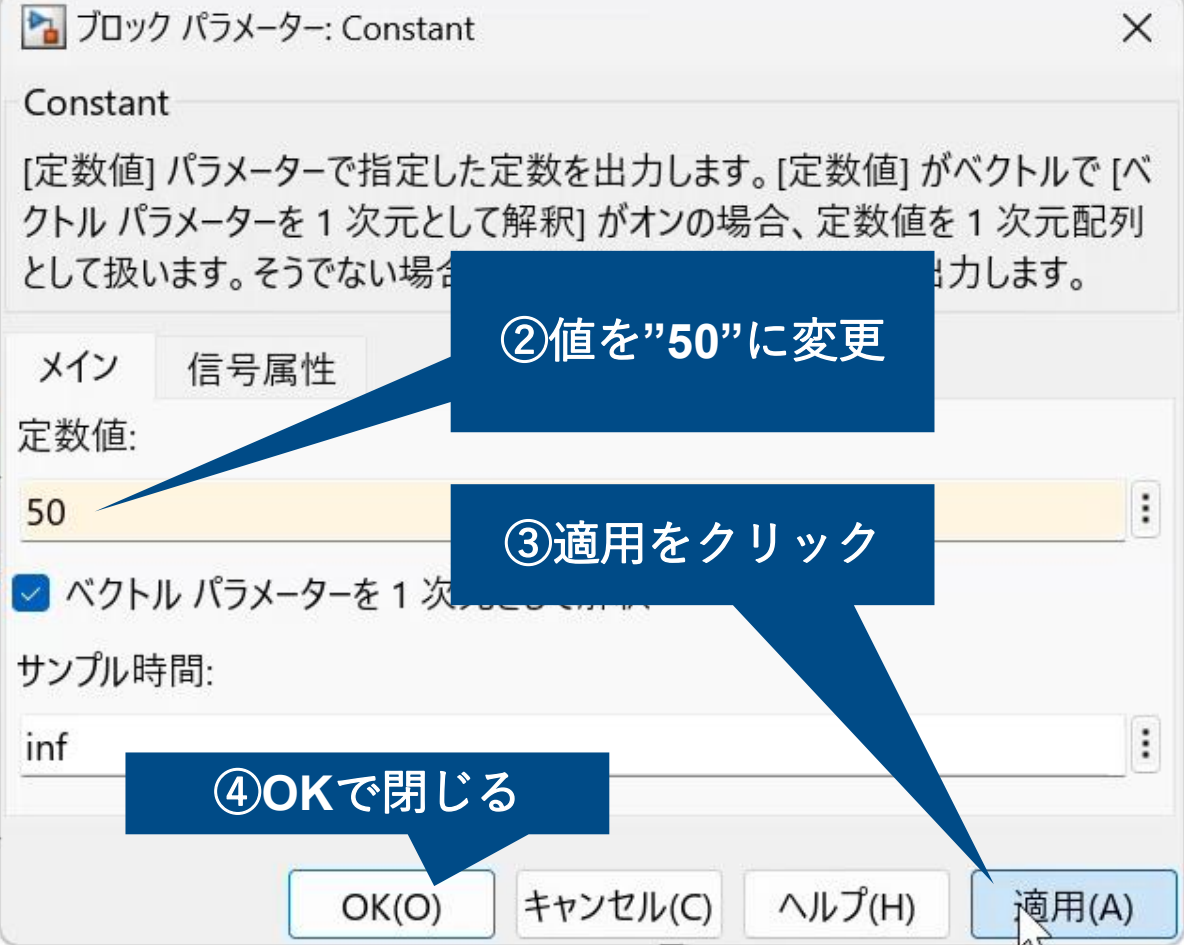 ブロック パラメーター: Constant
Constant
[定数値] パラメーターで指定した定数を出力します。[定数値] がベクトルで [ベ
クトル パラメーターを 1 次元として解釈] がオンの場合、定数値を 1 次元配列
として扱います。そうでない場合 出力します。
②値を”50”に変更
メイン
信号属性
定数値:
50
③適用をクリック
ベクトル パラメーターを 1 次元として解釈
サンプル時間:
inf
④OKで閉じる
OK(O)
キャンセル(C)
ヘルプ(H)
適用(A)